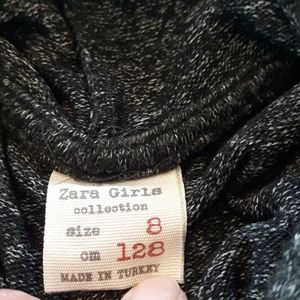 Zara Girls
collection
size 8
cm 128
MADE IN TURKEY